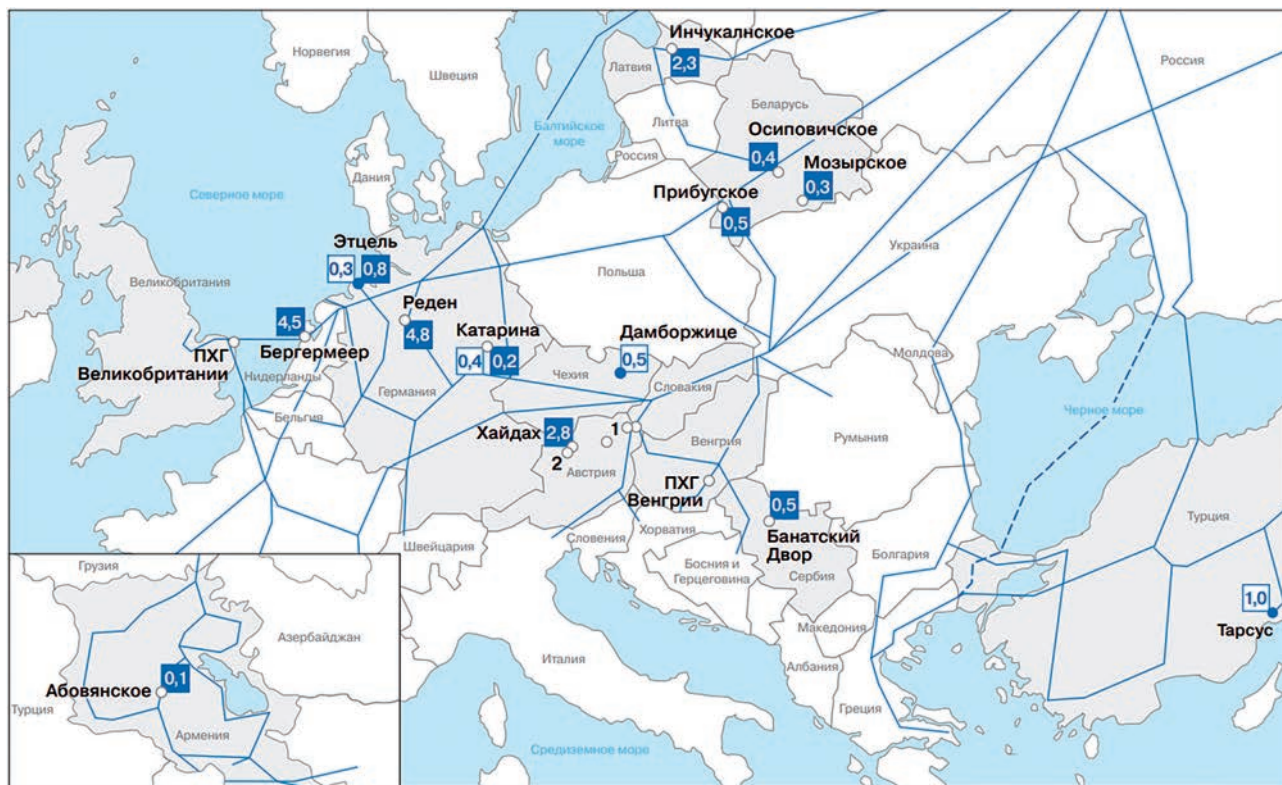 Норвегия
Швеция
Инчукалнское
2,3
Латвия
Россия
Балтийское
море
Литва
Беларусь
Осиповичское
0,4
Мозырское
0,3
Россия
Дания
Северное море
Прибугское
0,5
Украина
Этцель
0,3
0,8
Великобритания
Польша
Реден
4,8
4,5
Бергермеер
Катарина
0,4
0,2
Дамборжице
0,5
ПХГ
Великобритании
Нидерланды
Германия
Чехия
Словакия
Молдова
Бельгия
Черное море
Хайдах
2,8
1
2
Австрия
Венгрия
Румыния
ПХГ
Венгрии
0,5
Банатский
Двор
Турция
Хорватия
Словения
Швейцария
Босния и
Герцеговина
Сербия
Болгария
Грузия
Азербайджан
1,0
Тарсус
Македония
Албания
Италия
Абовянское
0,1
Турция
Армения
Греция
Средиземное море